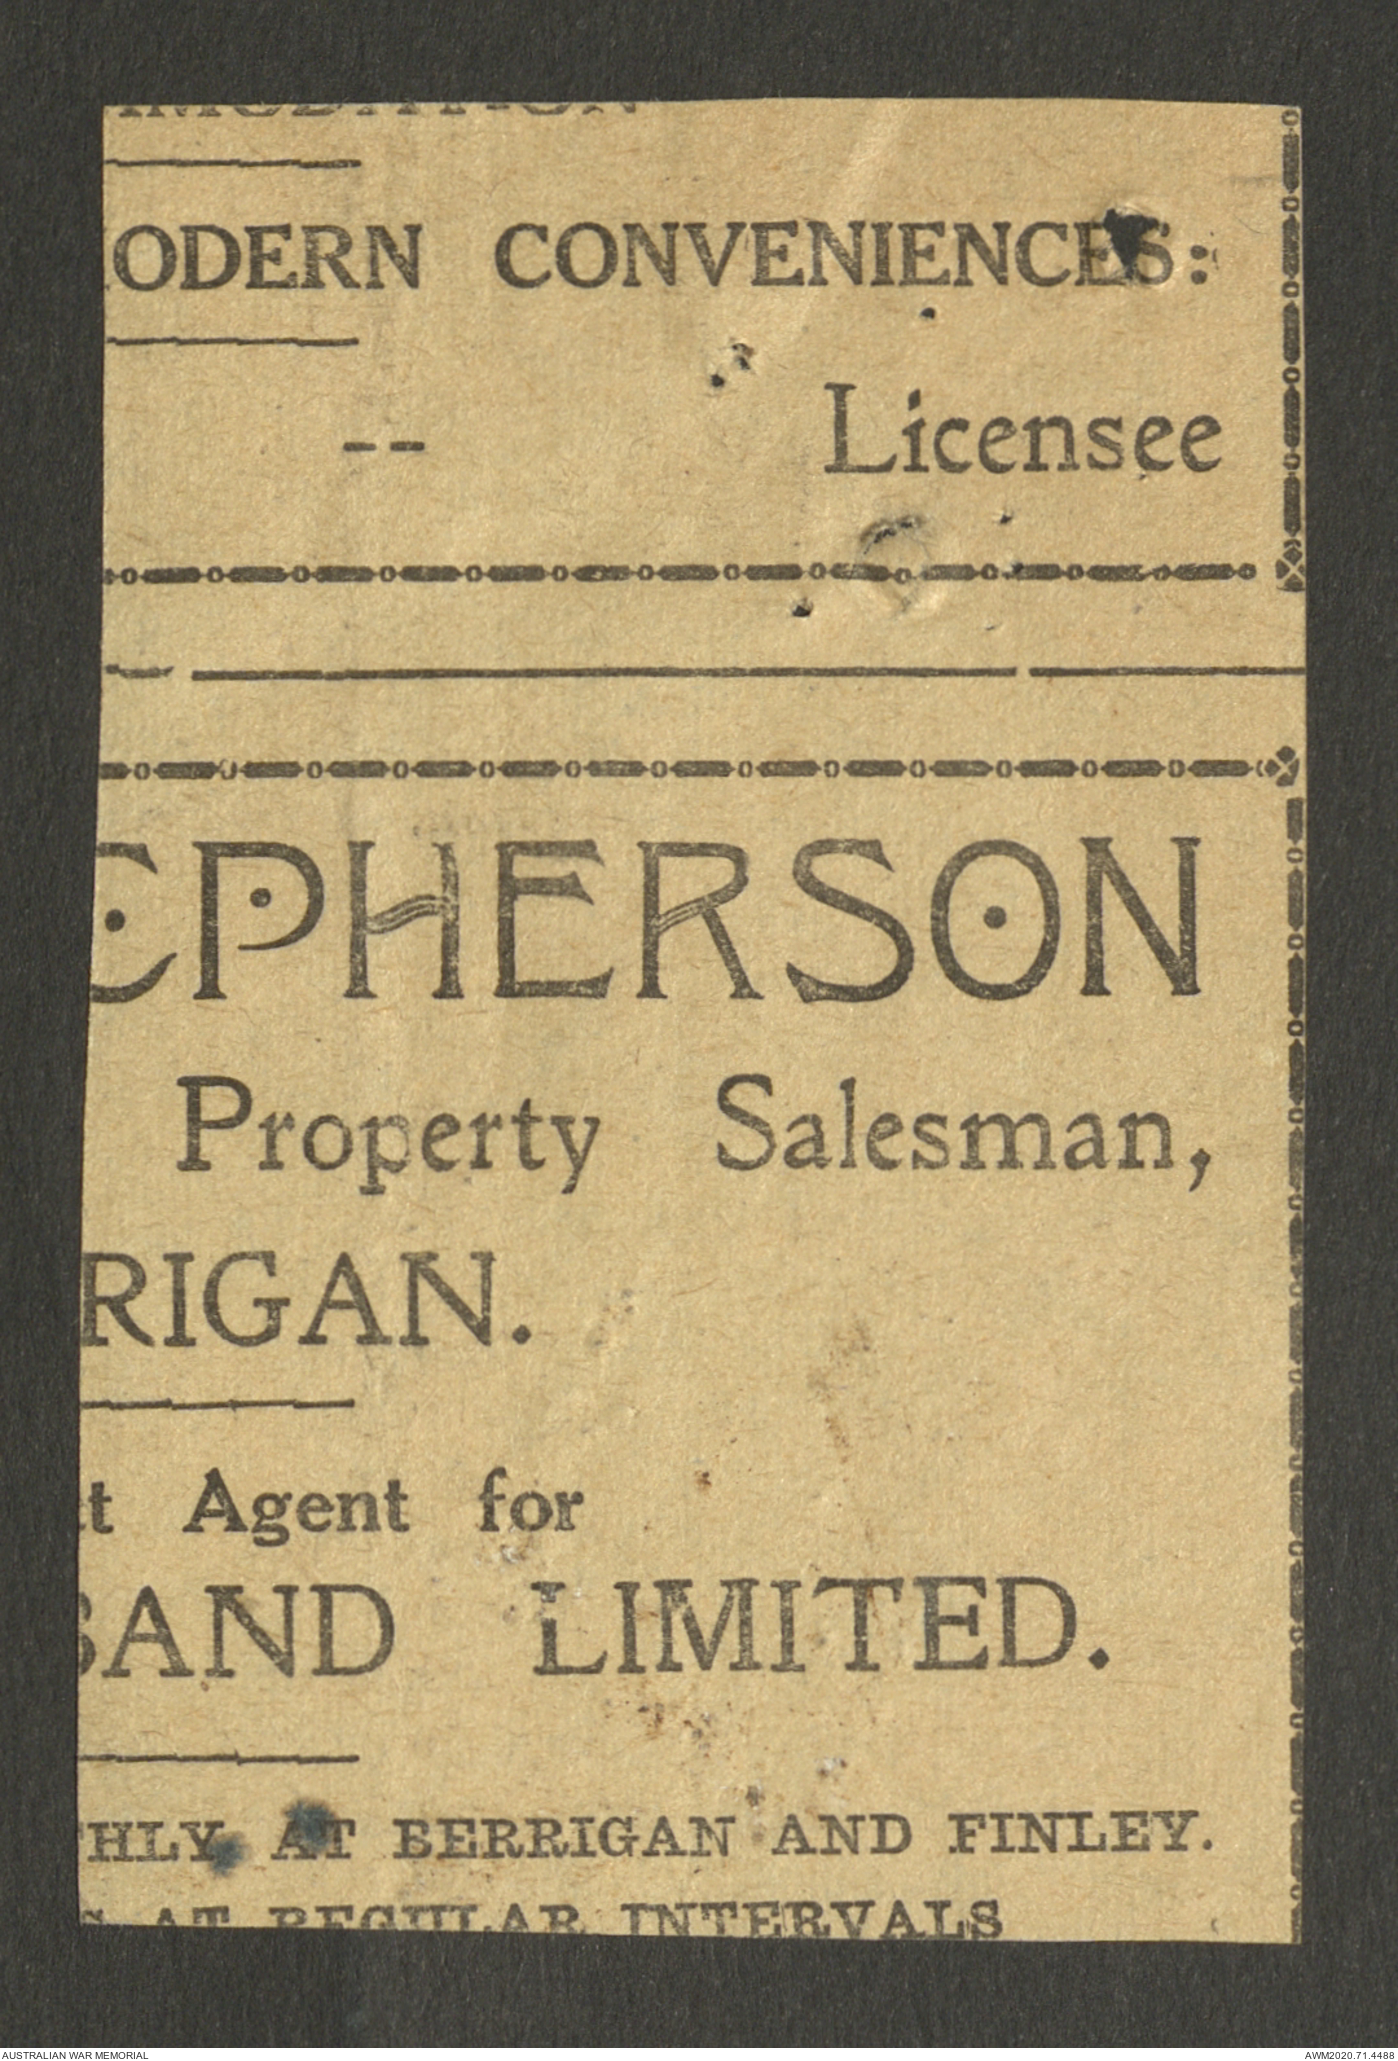 ODERN CONVENIENCES:
-- Licensee
CPHERSON
Property Salesman,
RIGAN.
t Agent for
AND LIMITED.
HLY AT BERRIGAN AND FINLEY.
AT REGULAR INTERVALS
AUSTRALIAN WAR MEMORIAL
AWM2020.71.4488